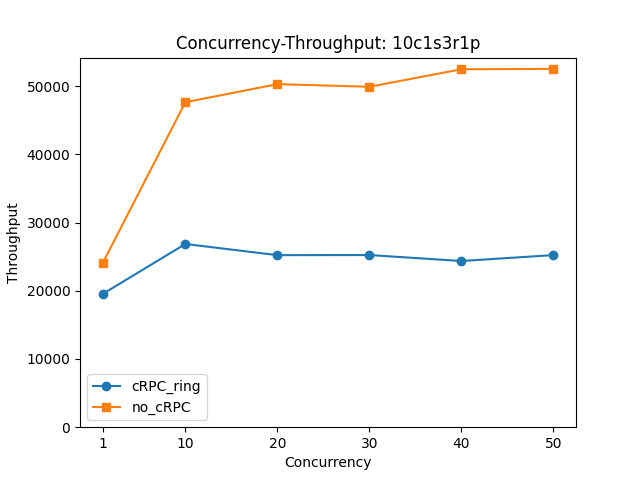 Concurrency-Throughput: 10c1s3r1p
Throughput
50000
40000
30000
20000
10000
0
cRPC_ring
no_cRPC
1 10 20 30 40 50
Concurrency